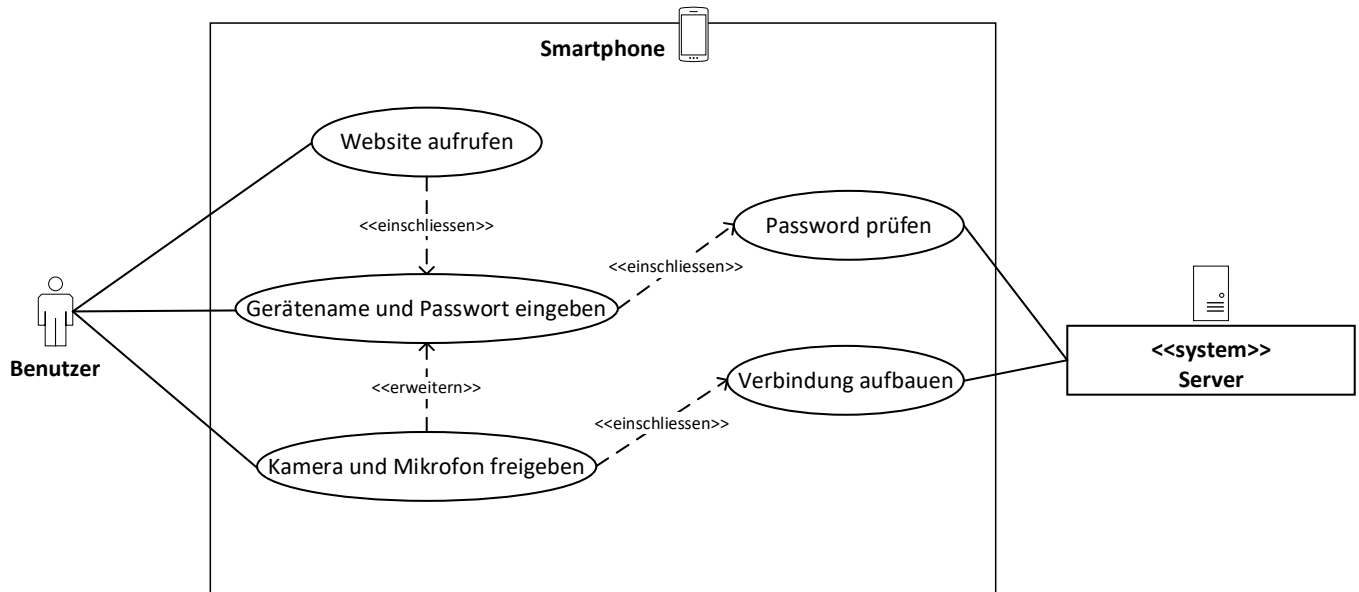 Smartphone
Website aufrufen
<<einschliessen>>
Password prüfen
<<einschliessen>>
Gerätename und Passwort eingeben
Benutzer
<<system>>
Server
<<erweitern>>
Verbindung aufbauen
<<einschliessen>>
Kamera und Mikrofon freigeben